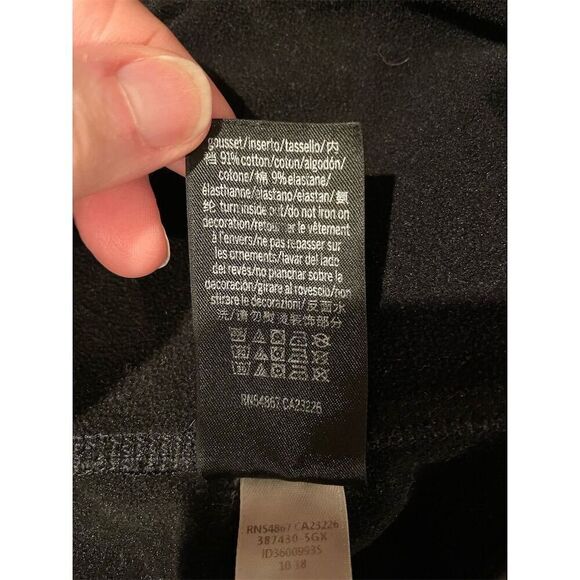 gousset/inserto/tassello/内
裆 91% cotton/coton/algodón/
cotone/棉 9% elastane/
élasthanne/elastano/elastan/氨
纶 turn inside out/do not iron on
decoration/retourner le vêtement
à l'envers/ne pas repasser sur
les ornements/lavar del lado
del revés/no planchar sobre la
decoración/girare al rovescio/non
stirare le decorazioni/反面水
洗/请勿熨烫装饰部分
RN54867 CA23226
RN54867 CA23226
387430-5GX
ID36009935
10 18